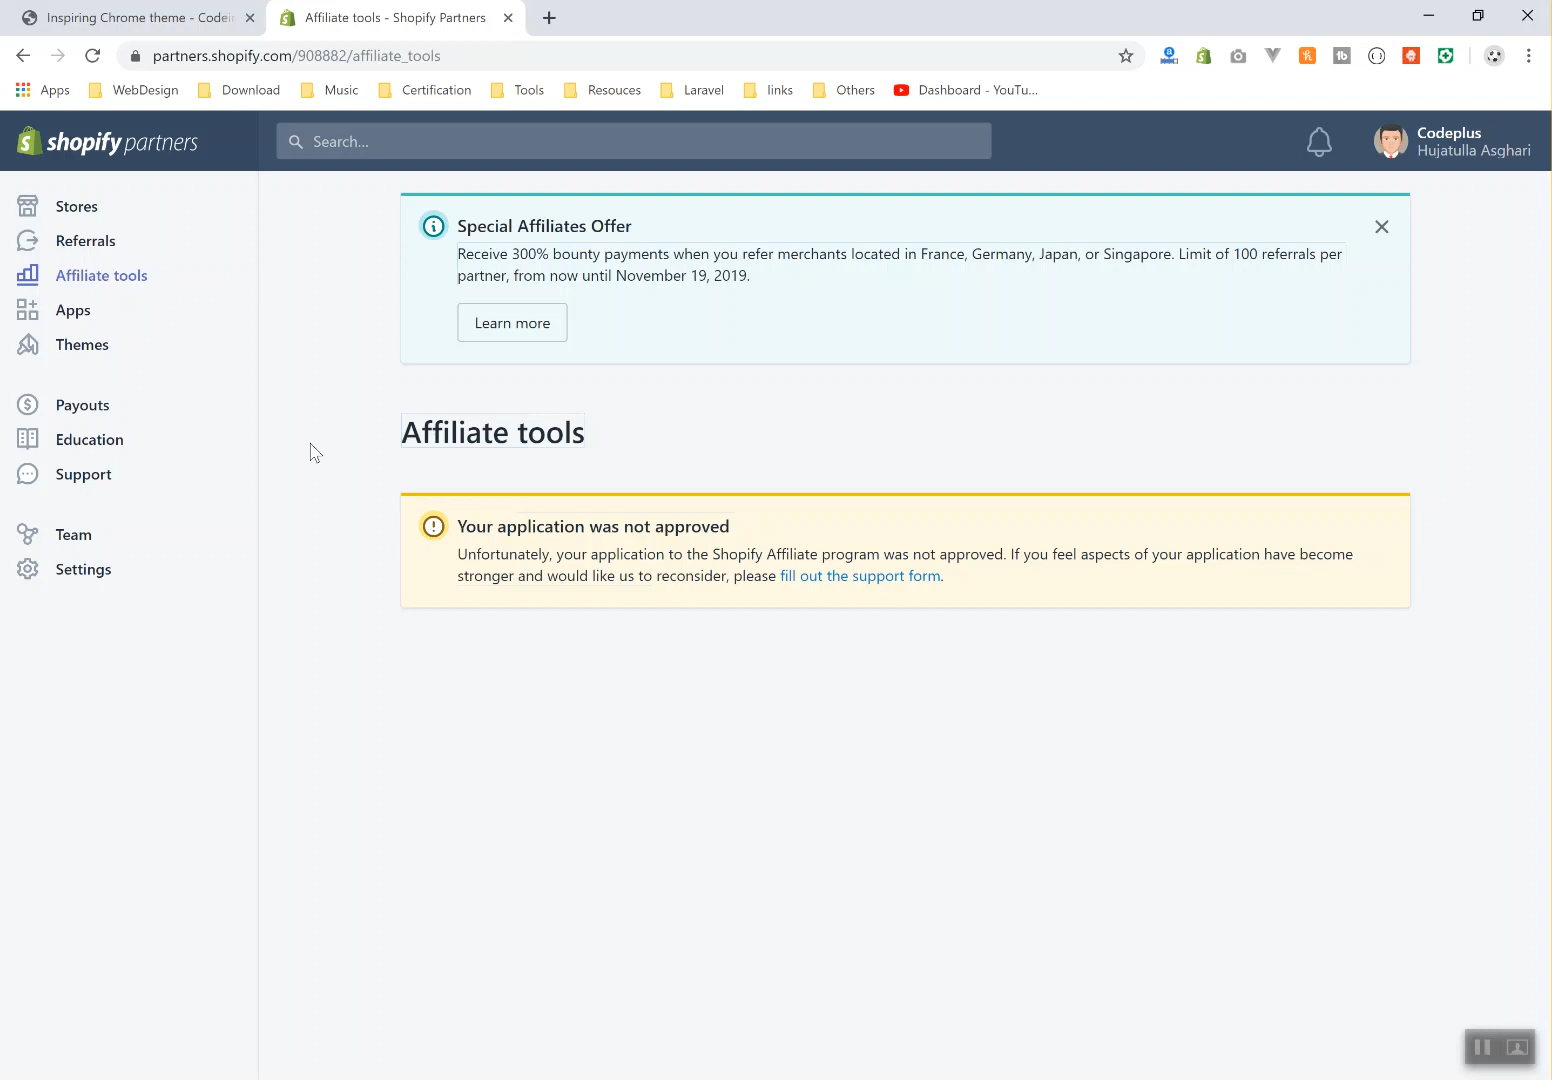 Inspiring Chrome theme - Codei
Affiliate tools - Shopify Partners
partners.shopify.com/908882/affiliate_tools
Apps
WebDesign
Download
Music
Certification
Tools
Resouces
Laravel
links
Others
Dashboard - YouTu...
shopify partners
Search...
Codeplus
Hujatulla Asghari
Stores
Referrals
Affiliate tools
Apps
Themes
Payouts
Education
Support
Team
Settings
Special Affiliates Offer
Receive 300% bounty payments when you refer merchants located in France, Germany, Japan, or Singapore. Limit of 100 referrals per
partner, from now until November 19, 2019.
Learn more
Affiliate tools
Your application was not approved
Unfortunately, your application to the Shopify Affiliate program was not approved. If you feel aspects of your application have become
stronger and would like us to reconsider, please fill out the support form.